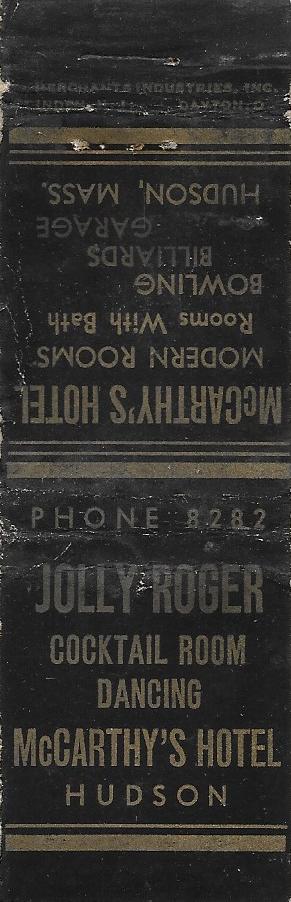 MERCHANTS INDUSTRIES, INC.
DAYTON, O.
McCARTHY'S HOTEL
MODERN ROOMS
Rooms With Bath
BOWLING
BILLIARDS
GARAGE
HUDSON, MASS.
PHONE 8282
JOLLY ROGER
COCKTAIL ROOM
DANCING
McCARTHY'S HOTEL
HUDSON